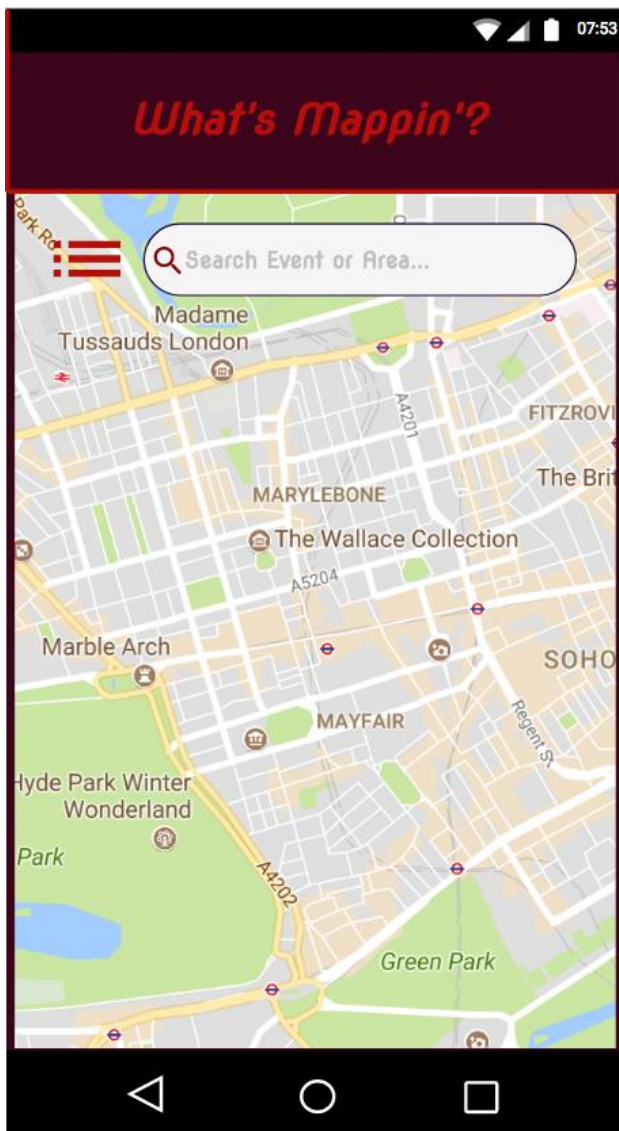 07:53
What's Mappin'?
Park Rd
Search Event or Area...
Madame
Tussauds London
A4201
FITZROVI
The Brit
MARYLEBONE
The Wallace Collection
A5204
Marble Arch
SOHO
MAYFAIR
Regent St
Hyde Park Winter
Wonderland
Park
A4202
Green Park